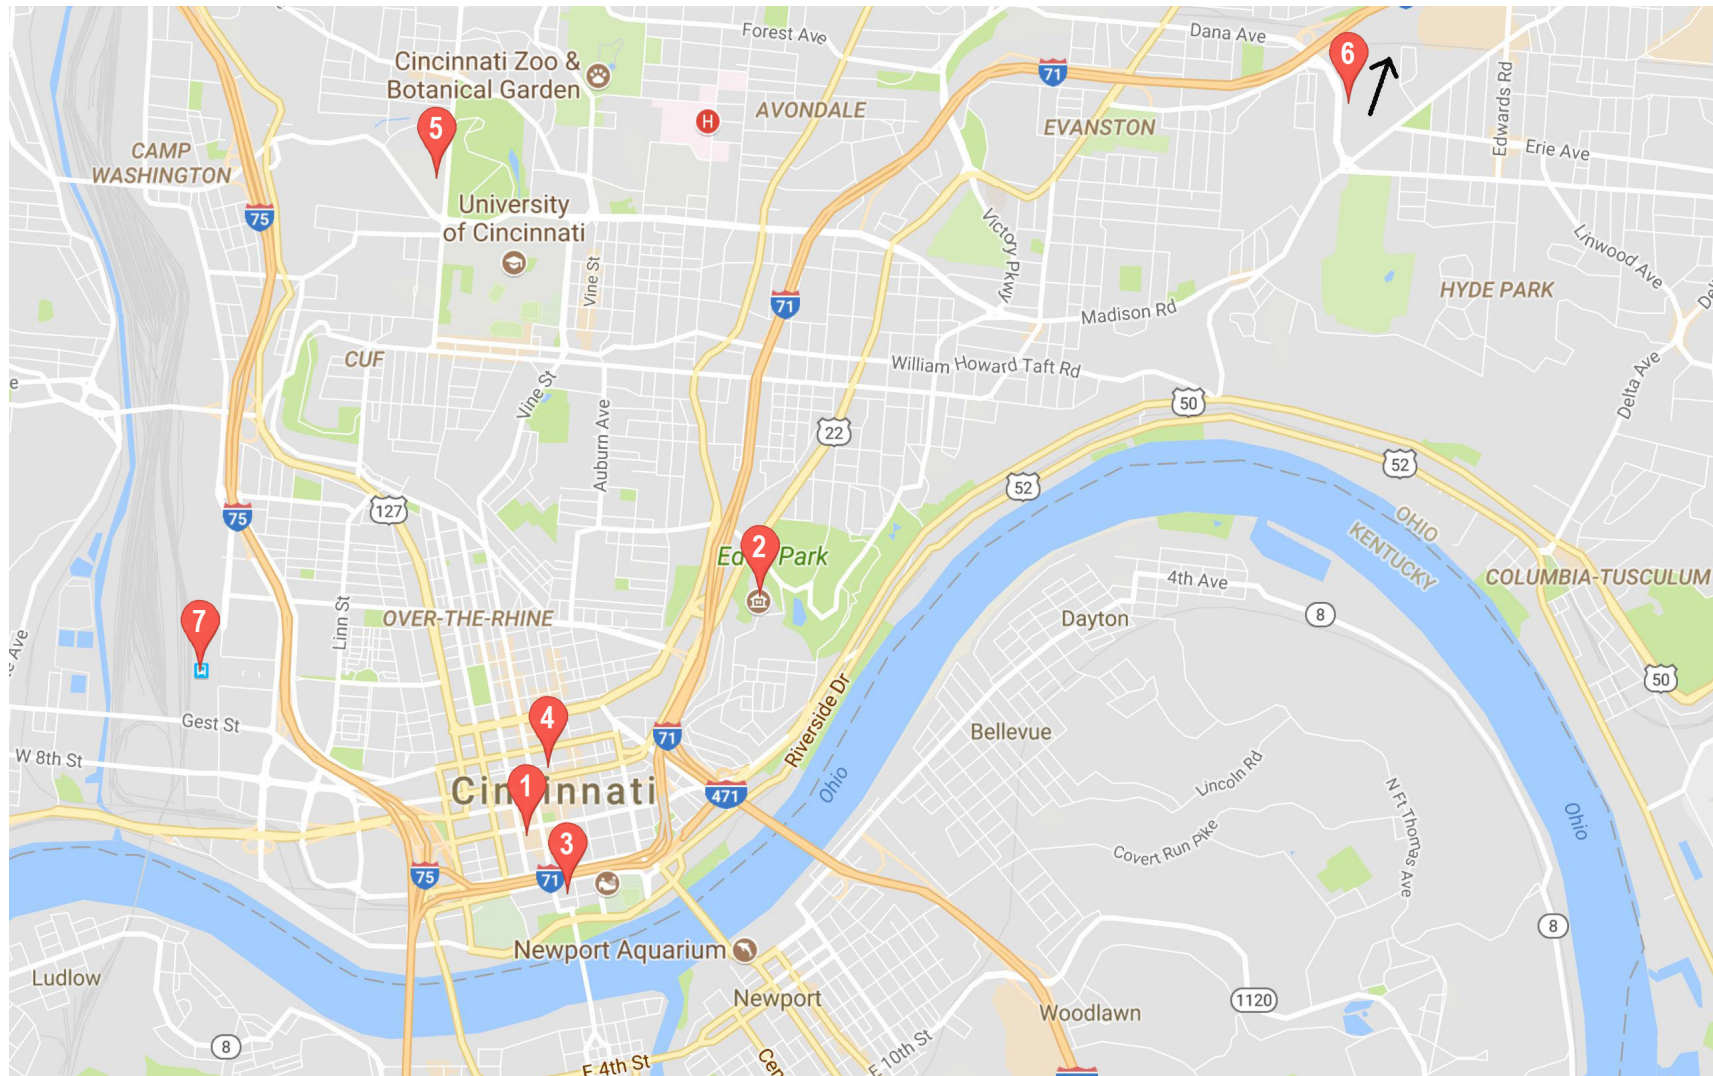 Forest Ave
Dana Ave
6
71
Cincinnati Zoo &
Botanical Garden
H
AVONDALE
EVANSTON
Edwards Rd
Erie Ave
5
CAMP
WASHINGTON
75
University
of Cincinnati
Victory Pkwy
Linwood Ave
Vine St
71
HYDE PARK
Madison Rd
CUF
William Howard Taft Rd
Delta Ave
e
Vine St
Auburn Ave
50
22
52
52
127
75
OHIO
KENTUCKY
2
Park
4th Ave
COLUMBIA-TUSCULUM
8
Dayton
Linn St
OVER-THE-RHINE
7
Ave
50
Riverside Dr
Gest St
4
71
Bellevue
W 8th St
Ohio
Lincoln Rd
N Ft Thomas Ave
Cincinnati
1
471
Ohio
Covert Run Pike
3
75
71
8
Newport Aquarium
Ludlow
Newport
1120
Woodlawn
8
E 4th St
E 10th St